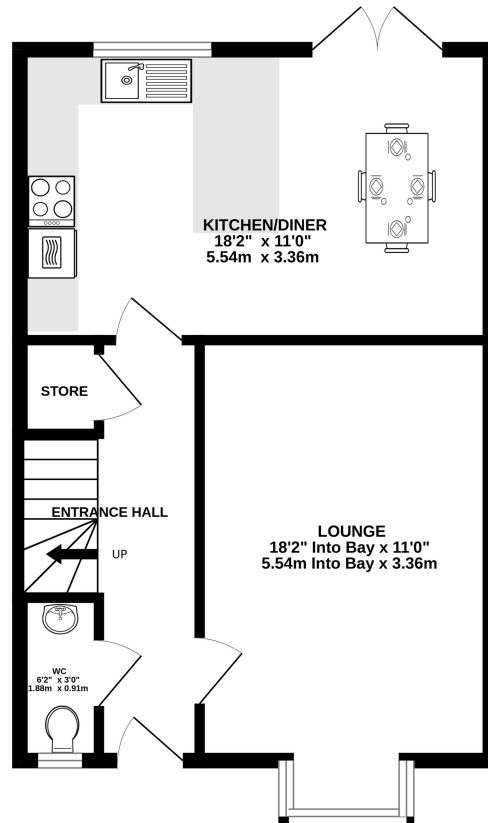 KITCHEN/DINER
18'2" x 11'0"
5.54m x 3.36m
STORE
ENTRANCE HALL
UP
LOUNGE
18'2" Into Bay x 11'0"
5.54m Into Bay x 3.36m
WC
6'2" x 3'0"
1.88m x 0.91m